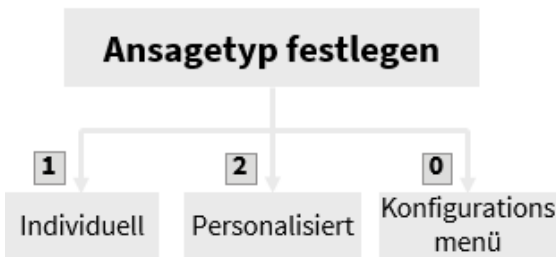 Ansagetyp festlegen
1
2
0
Individuell
Personalisiert
Konfigurations
menü